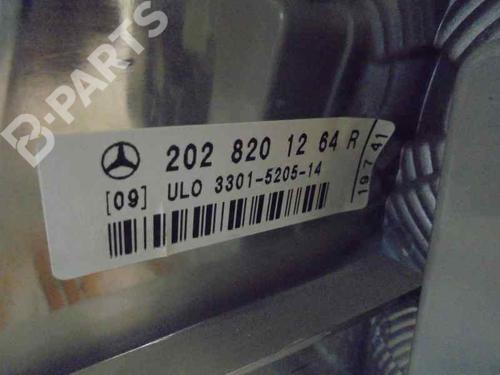 B-PARTS
202 820 12 64 R
[09] ULO 3301-5205-14
19741